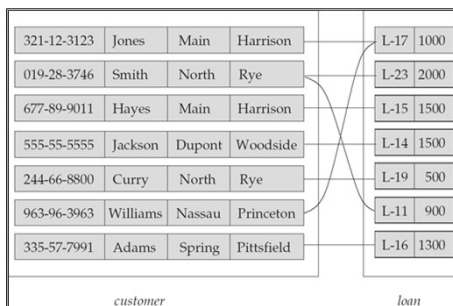 321-12-3123 Jones Main Harrison L-17 1000
019-28-3746 Smith North Rye L-23 2000
677-89-9011 Hayes Main Harrison L-15 1500
555-55-5555 Jackson Dupont Woodside L-14 1500
244-66-8800 Curry North Rye L-19 500
963-96-3963 Williams Nassau Princeton L-11 900
335-57-7991 Adams Spring Pittsfield L-16 1300
customer loan